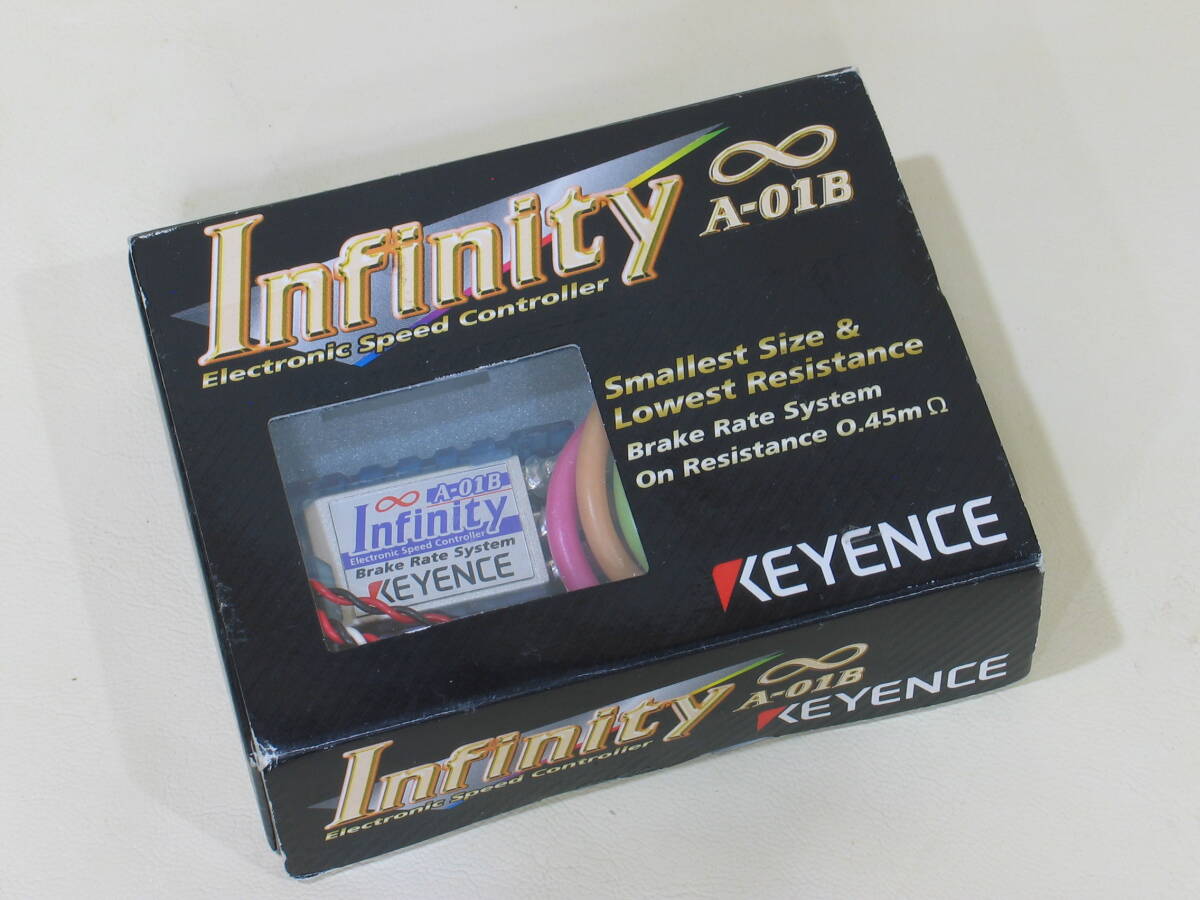 Infinity
Electronic Speed Controller
∞
A-01B
Smallest Size &
Lowest Resistance
Brake Rate System
On Resistance 0.45mΩ
KEYENCE
∞ A-01B
Infinity
Electronic Speed Controller
Brake Rate System
KEYENCE
Infinity
Electronic Speed Controller
∞
A-01B
KEYENCE